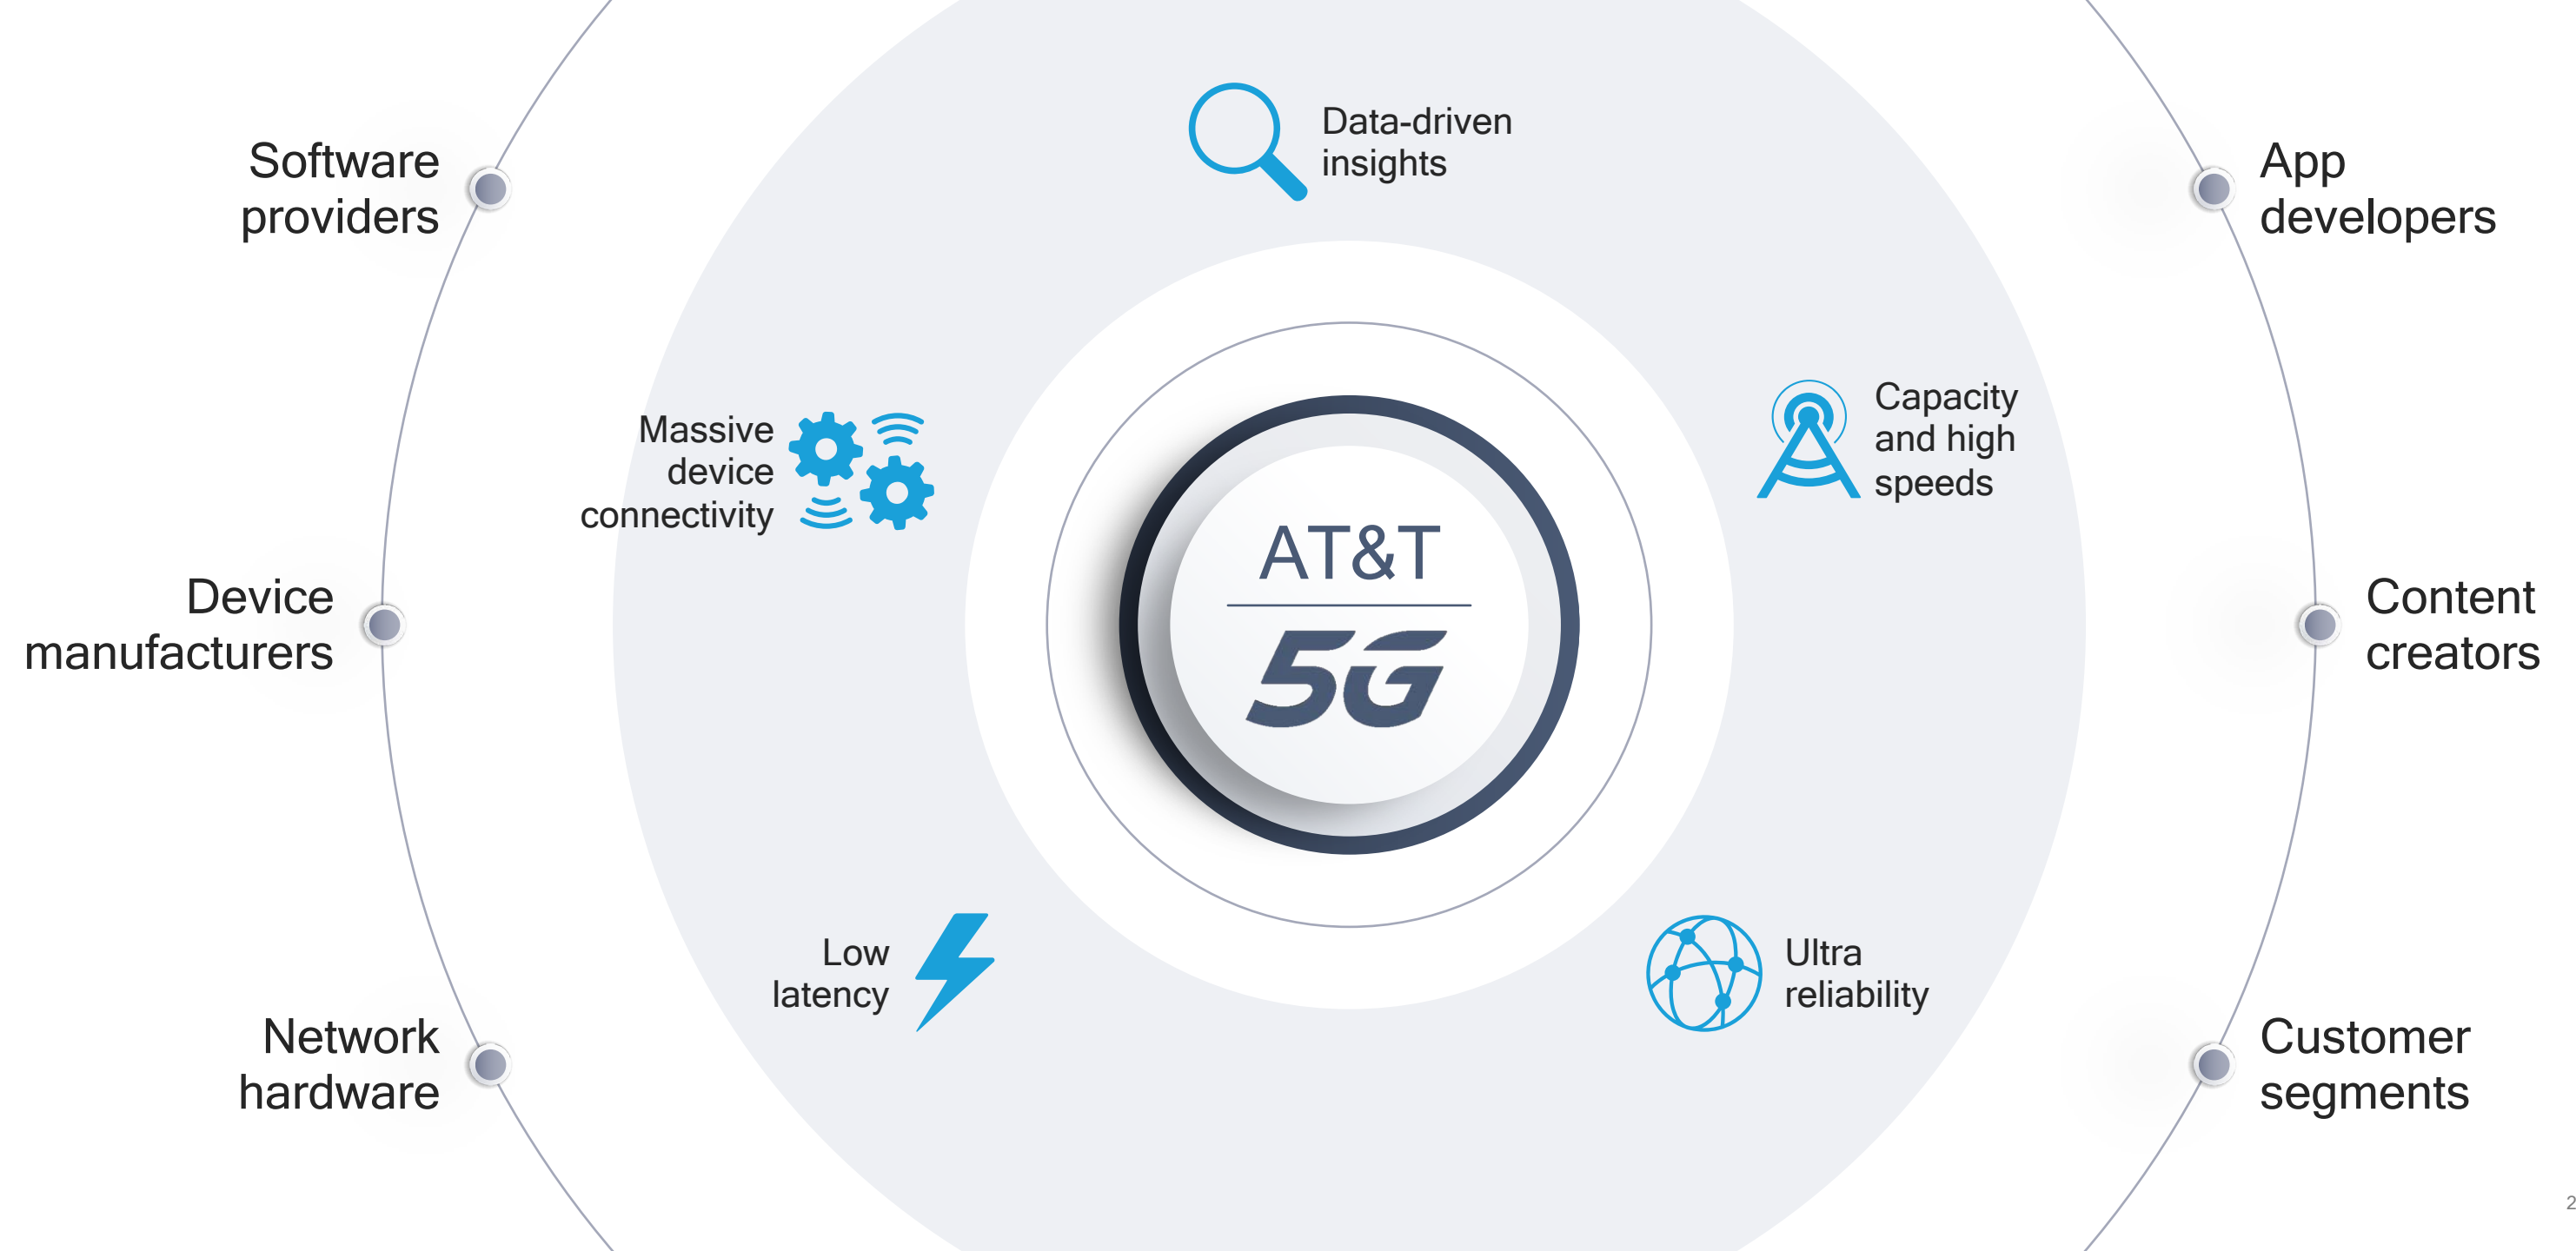 Data-driven
insights
Software
providers
App
developers
Massive
device
connectivity
Capacity
and high
speeds
AT&T
5G
Device
manufacturers
Content
creators
Low
latency
Ultra
reliability
Network
hardware
Customer
segments
2